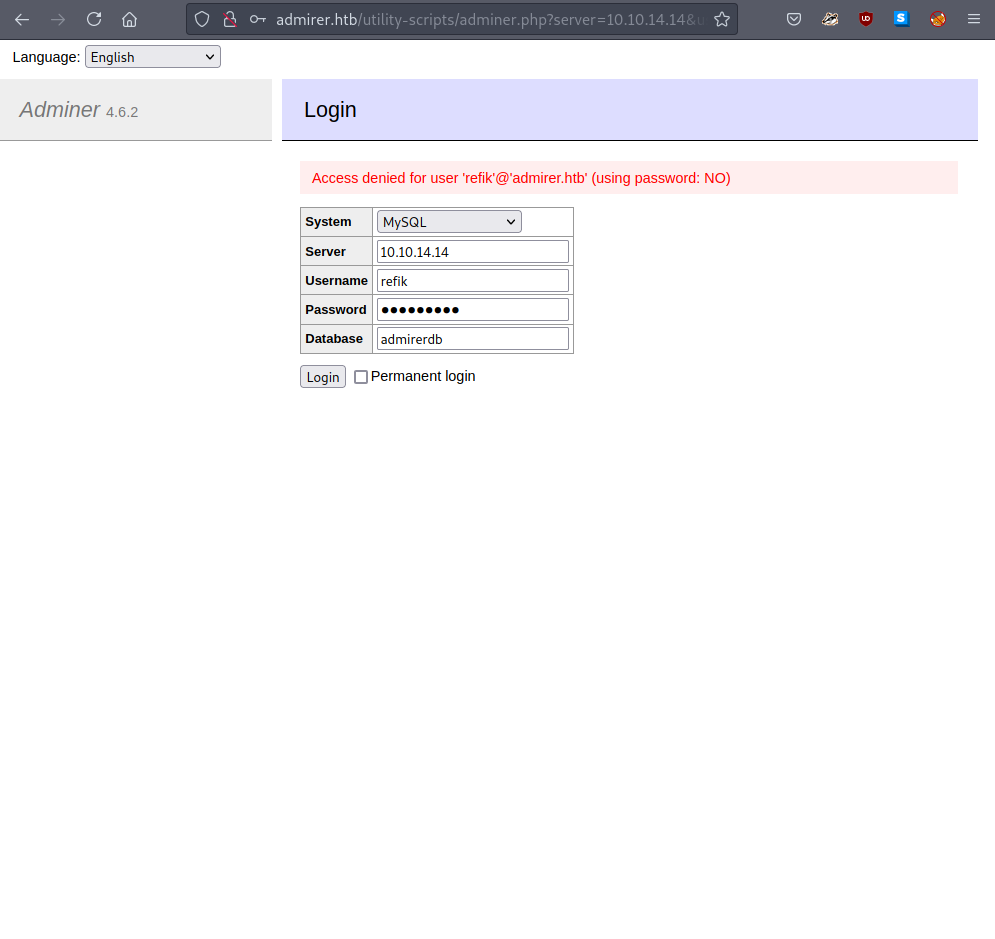 admirer.htb/utility-scripts/adminer.php?server=10.10.14.14&u
Language: English
Adminer 4.6.2
Login
Access denied for user 'refik'@'admirer.htb' (using password: NO)
System MySQL
Server 10.10.14.14
Username refik
Password ●●●●●●●●●
Database admirerdb
Login Permanent login